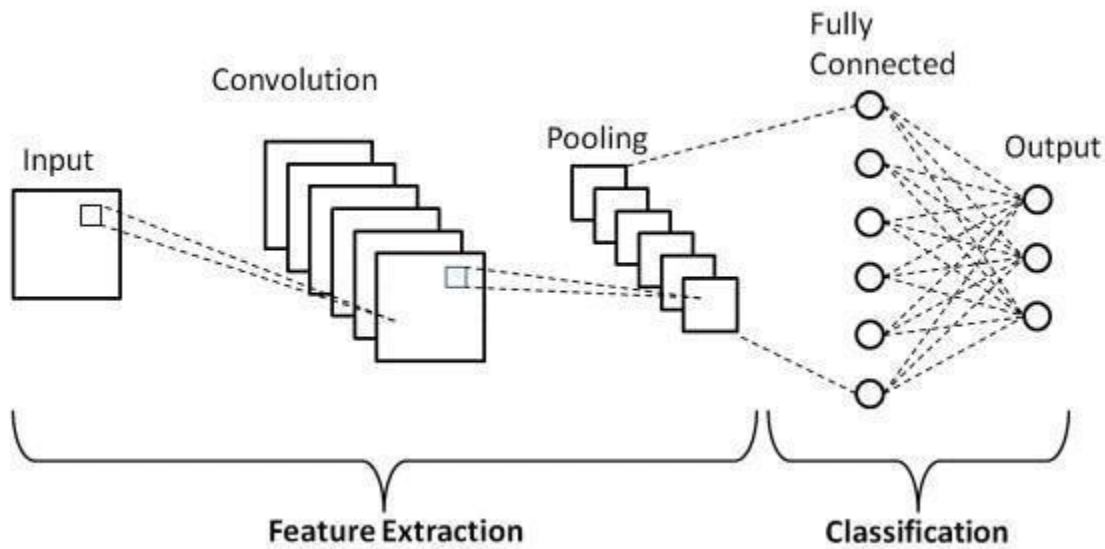 Input
Convolution
Pooling
Fully
Connected
Output
Feature Extraction
Classification